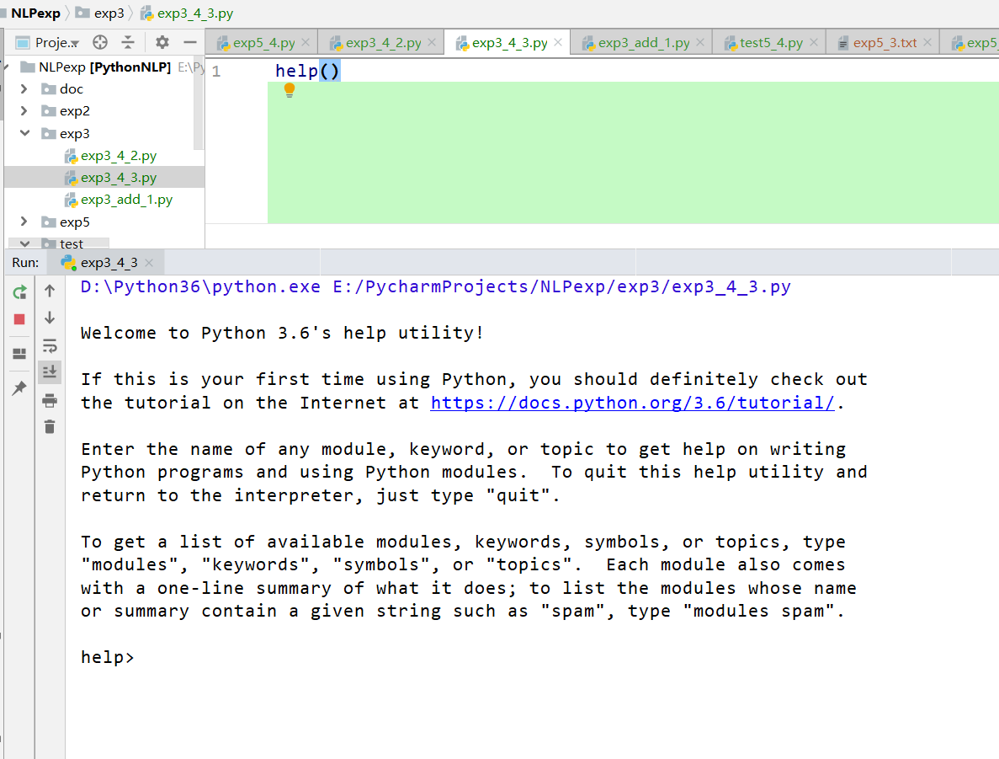 NLPexp exp3 exp3_4_3.py
Proje... exp5_4.py exp3_4_2.py exp3_4_3.py exp3_add_1.py test5_4.py exp5_3.txt exp5_
NLPexp [PythonNLP] E:\Py
doc
exp2
exp3
exp3_4_2.py
exp3_4_3.py
exp3_add_1.py
exp5
test
1 help()
Run: exp3_4_3
D:\Python36\python.exe E:/PycharmProjects/NLPexp/exp3/exp3_4_3.py
Welcome to Python 3.6's help utility!
If this is your first time using Python, you should definitely check out
the tutorial on the Internet at https://docs.python.org/3.6/tutorial/.
Enter the name of any module, keyword, or topic to get help on writing
Python programs and using Python modules.  To quit this help utility and
return to the interpreter, just type "quit".
To get a list of available modules, keywords, symbols, or topics, type
"modules", "keywords", "symbols", or "topics".  Each module also comes
with a one-line summary of what it does; to list the modules whose name
or summary contain a given string such as "spam", type "modules spam".
help>